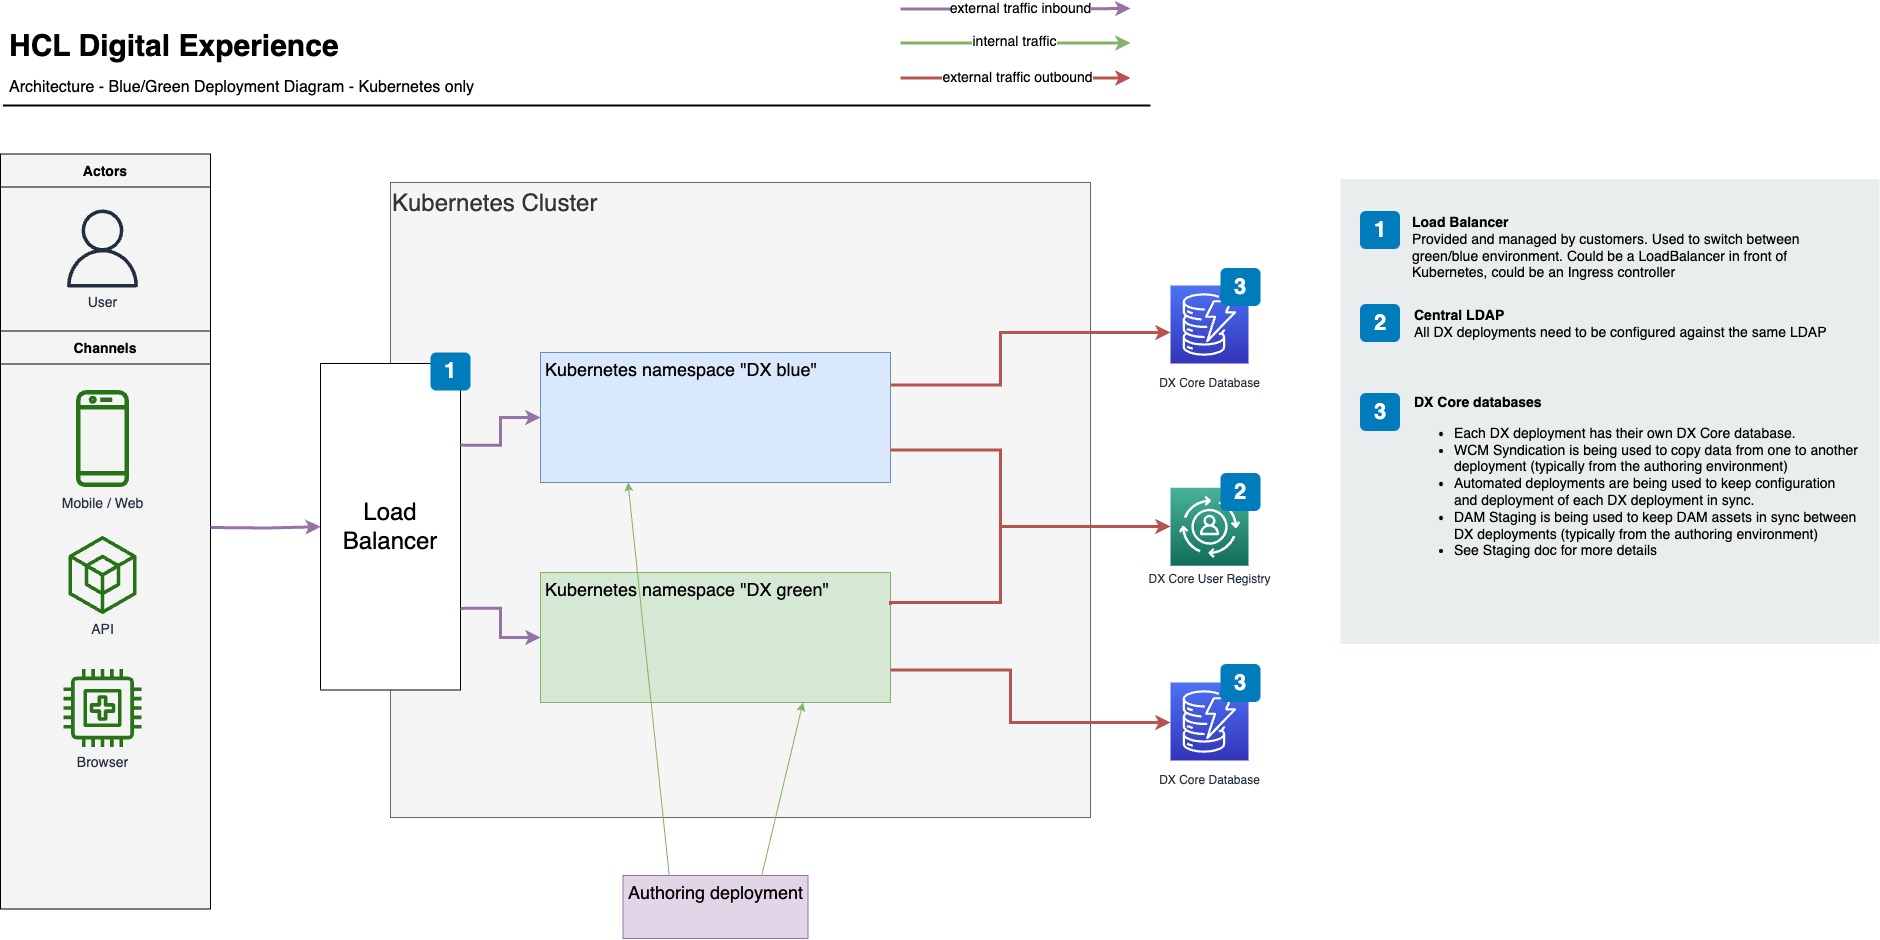 external traffic inbound
HCL Digital Experience
internal traffic
Architecture - Blue/Green Deployment Diagram - Kubernetes only
external traffic outbound
Actors
User
Channels
Mobile / Web
API
Browser
Kubernetes Cluster
1
Load
Balancer
Kubernetes namespace "DX blue"
Kubernetes namespace "DX green"
Authoring deployment
3
DX Core Database
2
DX Core User Registry
3
DX Core Database
1
Load Balancer
Provided and managed by customers. Used to switch between
green/blue environment. Could be a LoadBalancer in front of
Kubernetes, could be an Ingress controller
2
Central LDAP
All DX deployments need to be configured against the same LDAP
3
DX Core databases
• Each DX deployment has their own DX Core database.
• WCM Syndication is being used to copy data from one to another
deployment (typically from the authoring environment)
• Automated deployments are being used to keep configuration
and deployment of each DX deployment in sync.
• DAM Staging is being used to keep DAM assets in sync between
DX deployments (typically from the authoring environment)
• See Staging doc for more details